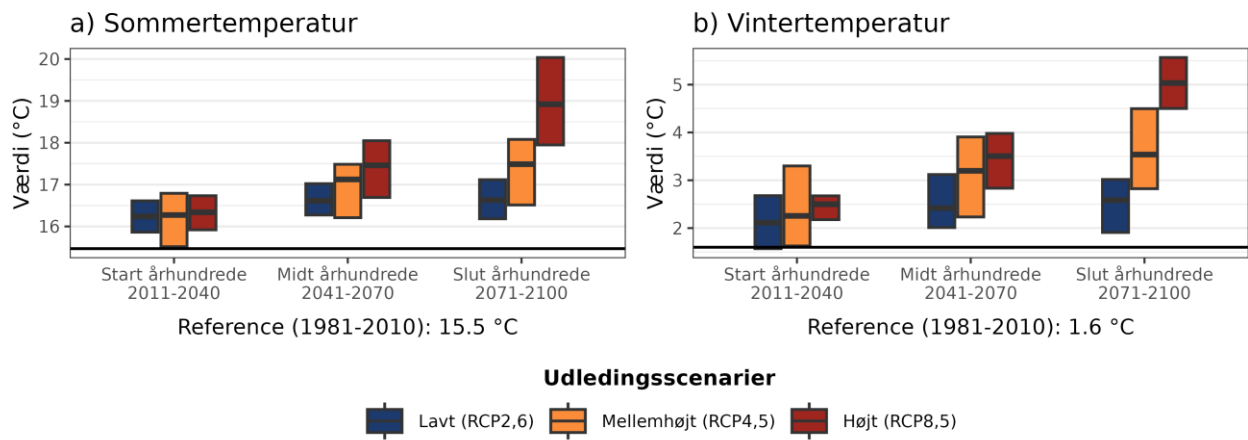 a) Sommertemperatur
Værdi (°C)
20
19
18
17
16
Start århundrede
2011-2040
Midt århundrede
2041-2070
Slut århundrede
2071-2100
Reference (1981-2010): 15.5 °C
b) Vintertemperatur
Værdi (°C)
5
4
3
2
Start århundrede
2011-2040
Midt århundrede
2041-2070
Slut århundrede
2071-2100
Reference (1981-2010): 1.6 °C
Udledingsscenarier
Lavt (RCP2,6)
Mellemhøjt (RCP4,5)
Højt (RCP8,5)